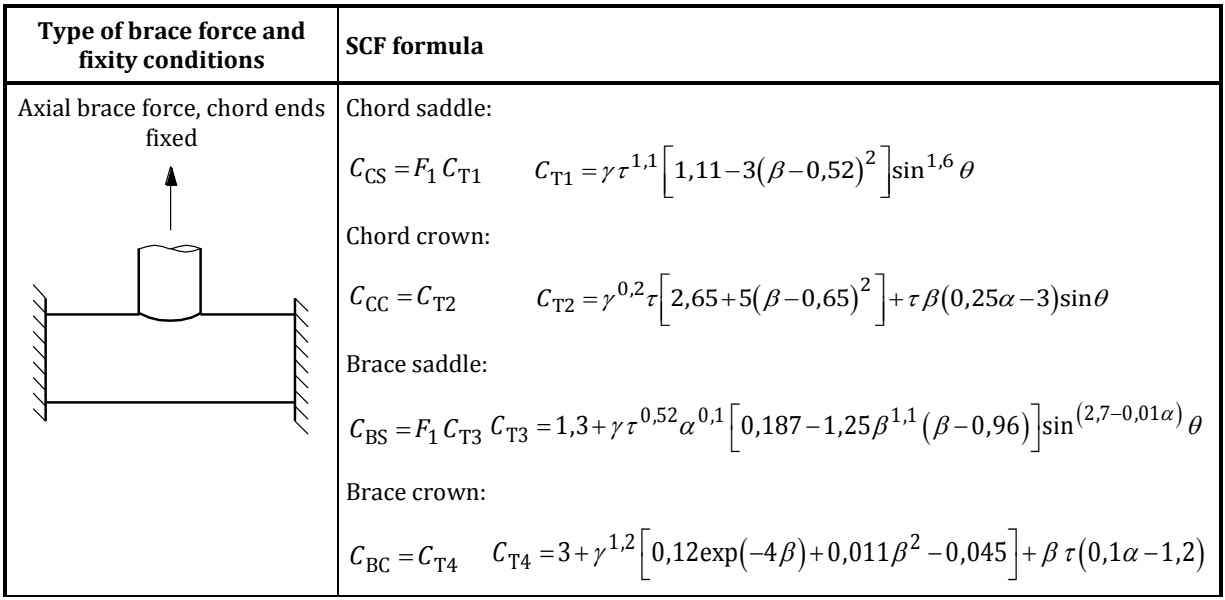 Type of brace force and fixity conditions
SCF formula
Axial brace force, chord ends fixed
Chord saddle:
C_CS = F_1 C_T1    C_T1 = γτ^{1,1}[1,11−3(β−0,52)^2]sin^{1,6} θ
Chord crown:
C_CC = C_T2    C_T2 = γ^{0,2}τ[2,65+5(β−0,65)^2]+τβ(0,25α−3)sinθ
Brace saddle:
C_BS = F_1 C_T3 C_T3 = 1,3+γτ^{0,52}α^{0,1}[0,187−1,25β^{1,1}(β−0,96)]sin^{(2,7−0,01α)} θ
Brace crown:
C_BC = C_T4    C_T4 = 3+γ^{1,2}[0,12exp(−4β)+0,011β^2−0,045]+βτ(0,1α−1,2)